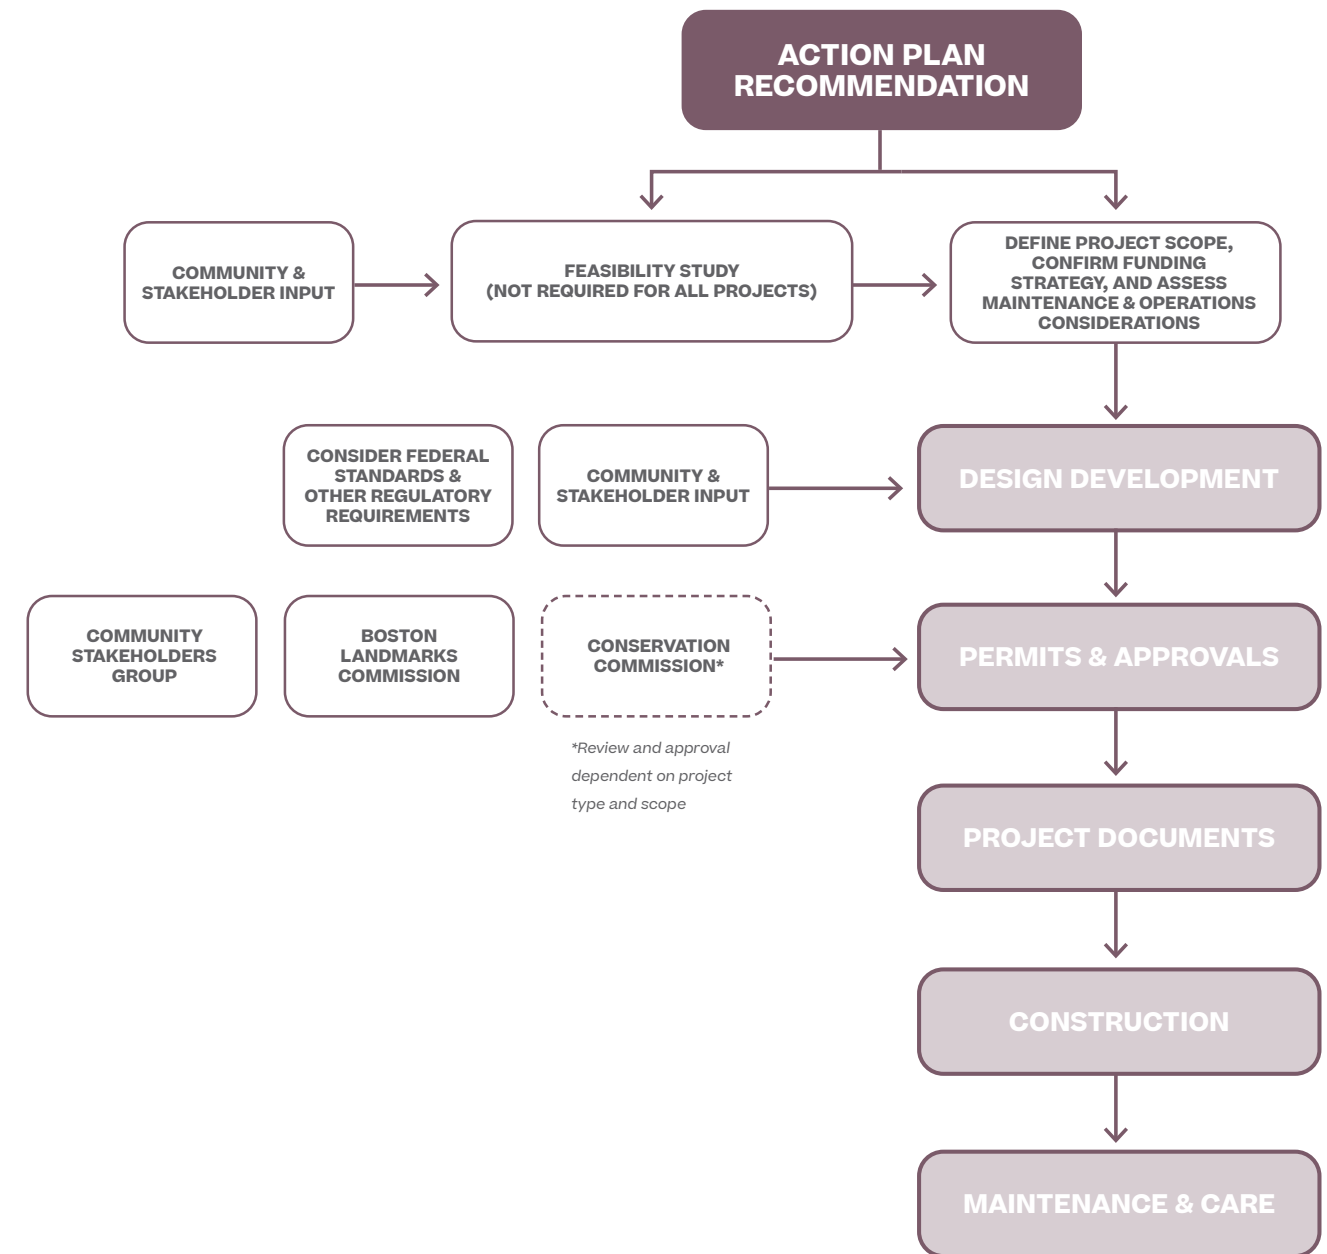 ACTION PLAN
RECOMMENDATION
COMMUNITY &
STAKEHOLDER INPUT
FEASIBILITY STUDY
(NOT REQUIRED FOR ALL PROJECTS)
DEFINE PROJECT SCOPE,
CONFIRM FUNDING
STRATEGY, AND ASSESS
MAINTENANCE & OPERATIONS
CONSIDERATIONS
CONSIDER FEDERAL
STANDARDS &
OTHER REGULATORY
REQUIREMENTS
COMMUNITY &
STAKEHOLDER INPUT
DESIGN DEVELOPMENT
COMMUNITY
STAKEHOLDERS
GROUP
BOSTON
LANDMARKS
COMMISSION
CONSERVATION
COMMISSION*
PERMITS & APPROVALS
*Review and approval
dependent on project
type and scope
PROJECT DOCUMENTS
CONSTRUCTION
MAINTENANCE & CARE